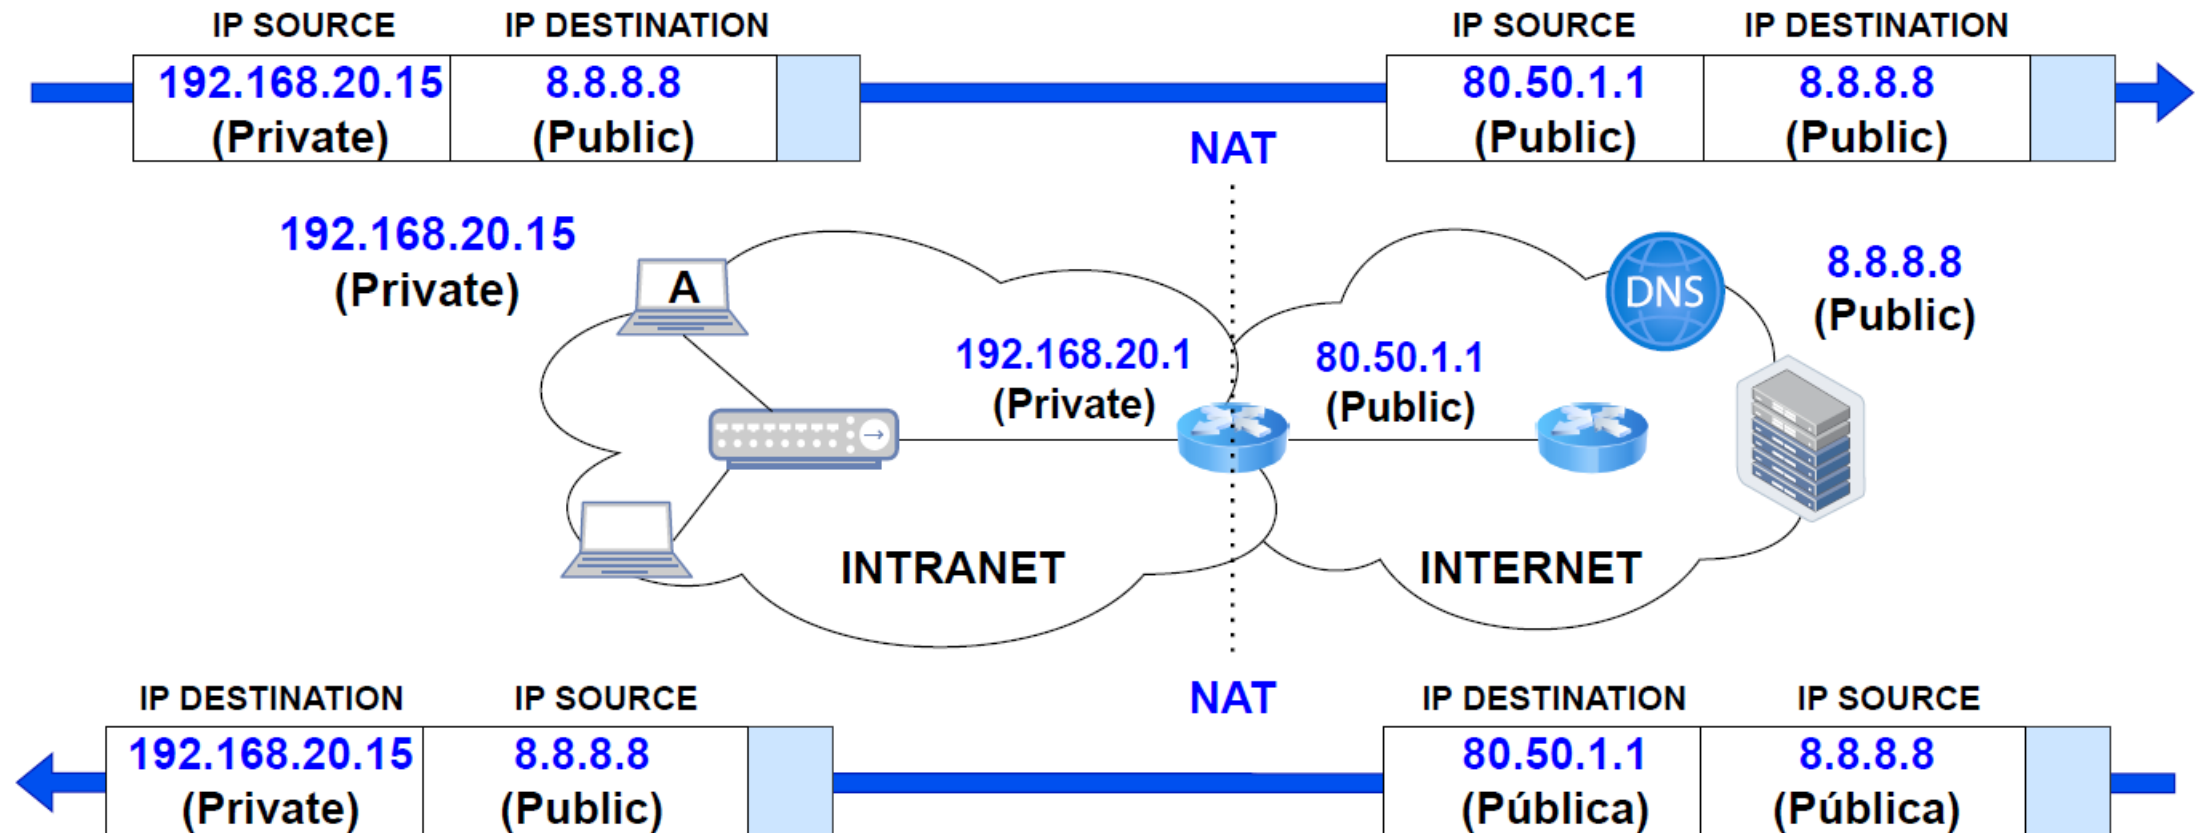 IP SOURCE IP DESTINATION IP SOURCE IP DESTINATION
192.168.20.15 8.8.8.8 80.50.1.1 8.8.8.8
(Private) (Public) (Public) (Public)
NAT
192.168.20.15
(Private)
A
DNS
8.8.8.8
(Public)
192.168.20.1
(Private)
80.50.1.1
(Public)
INTRANET
INTERNET
NAT
IP DESTINATION IP SOURCE IP DESTINATION IP SOURCE
192.168.20.15 8.8.8.8 80.50.1.1 8.8.8.8
(Private) (Public) (Pública) (Pública)